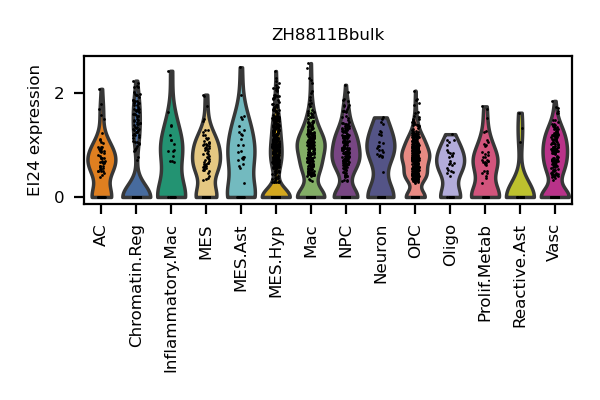 ZH8811Bbulk
EI24 expression
2
0
AC
Chromatin.Reg
Inflammatory.Mac
MES
MES.Ast
MES.Hyp
Mac
NPC
Neuron
OPC
Oligo
Prolif.Metab
Reactive.Ast
Vasc